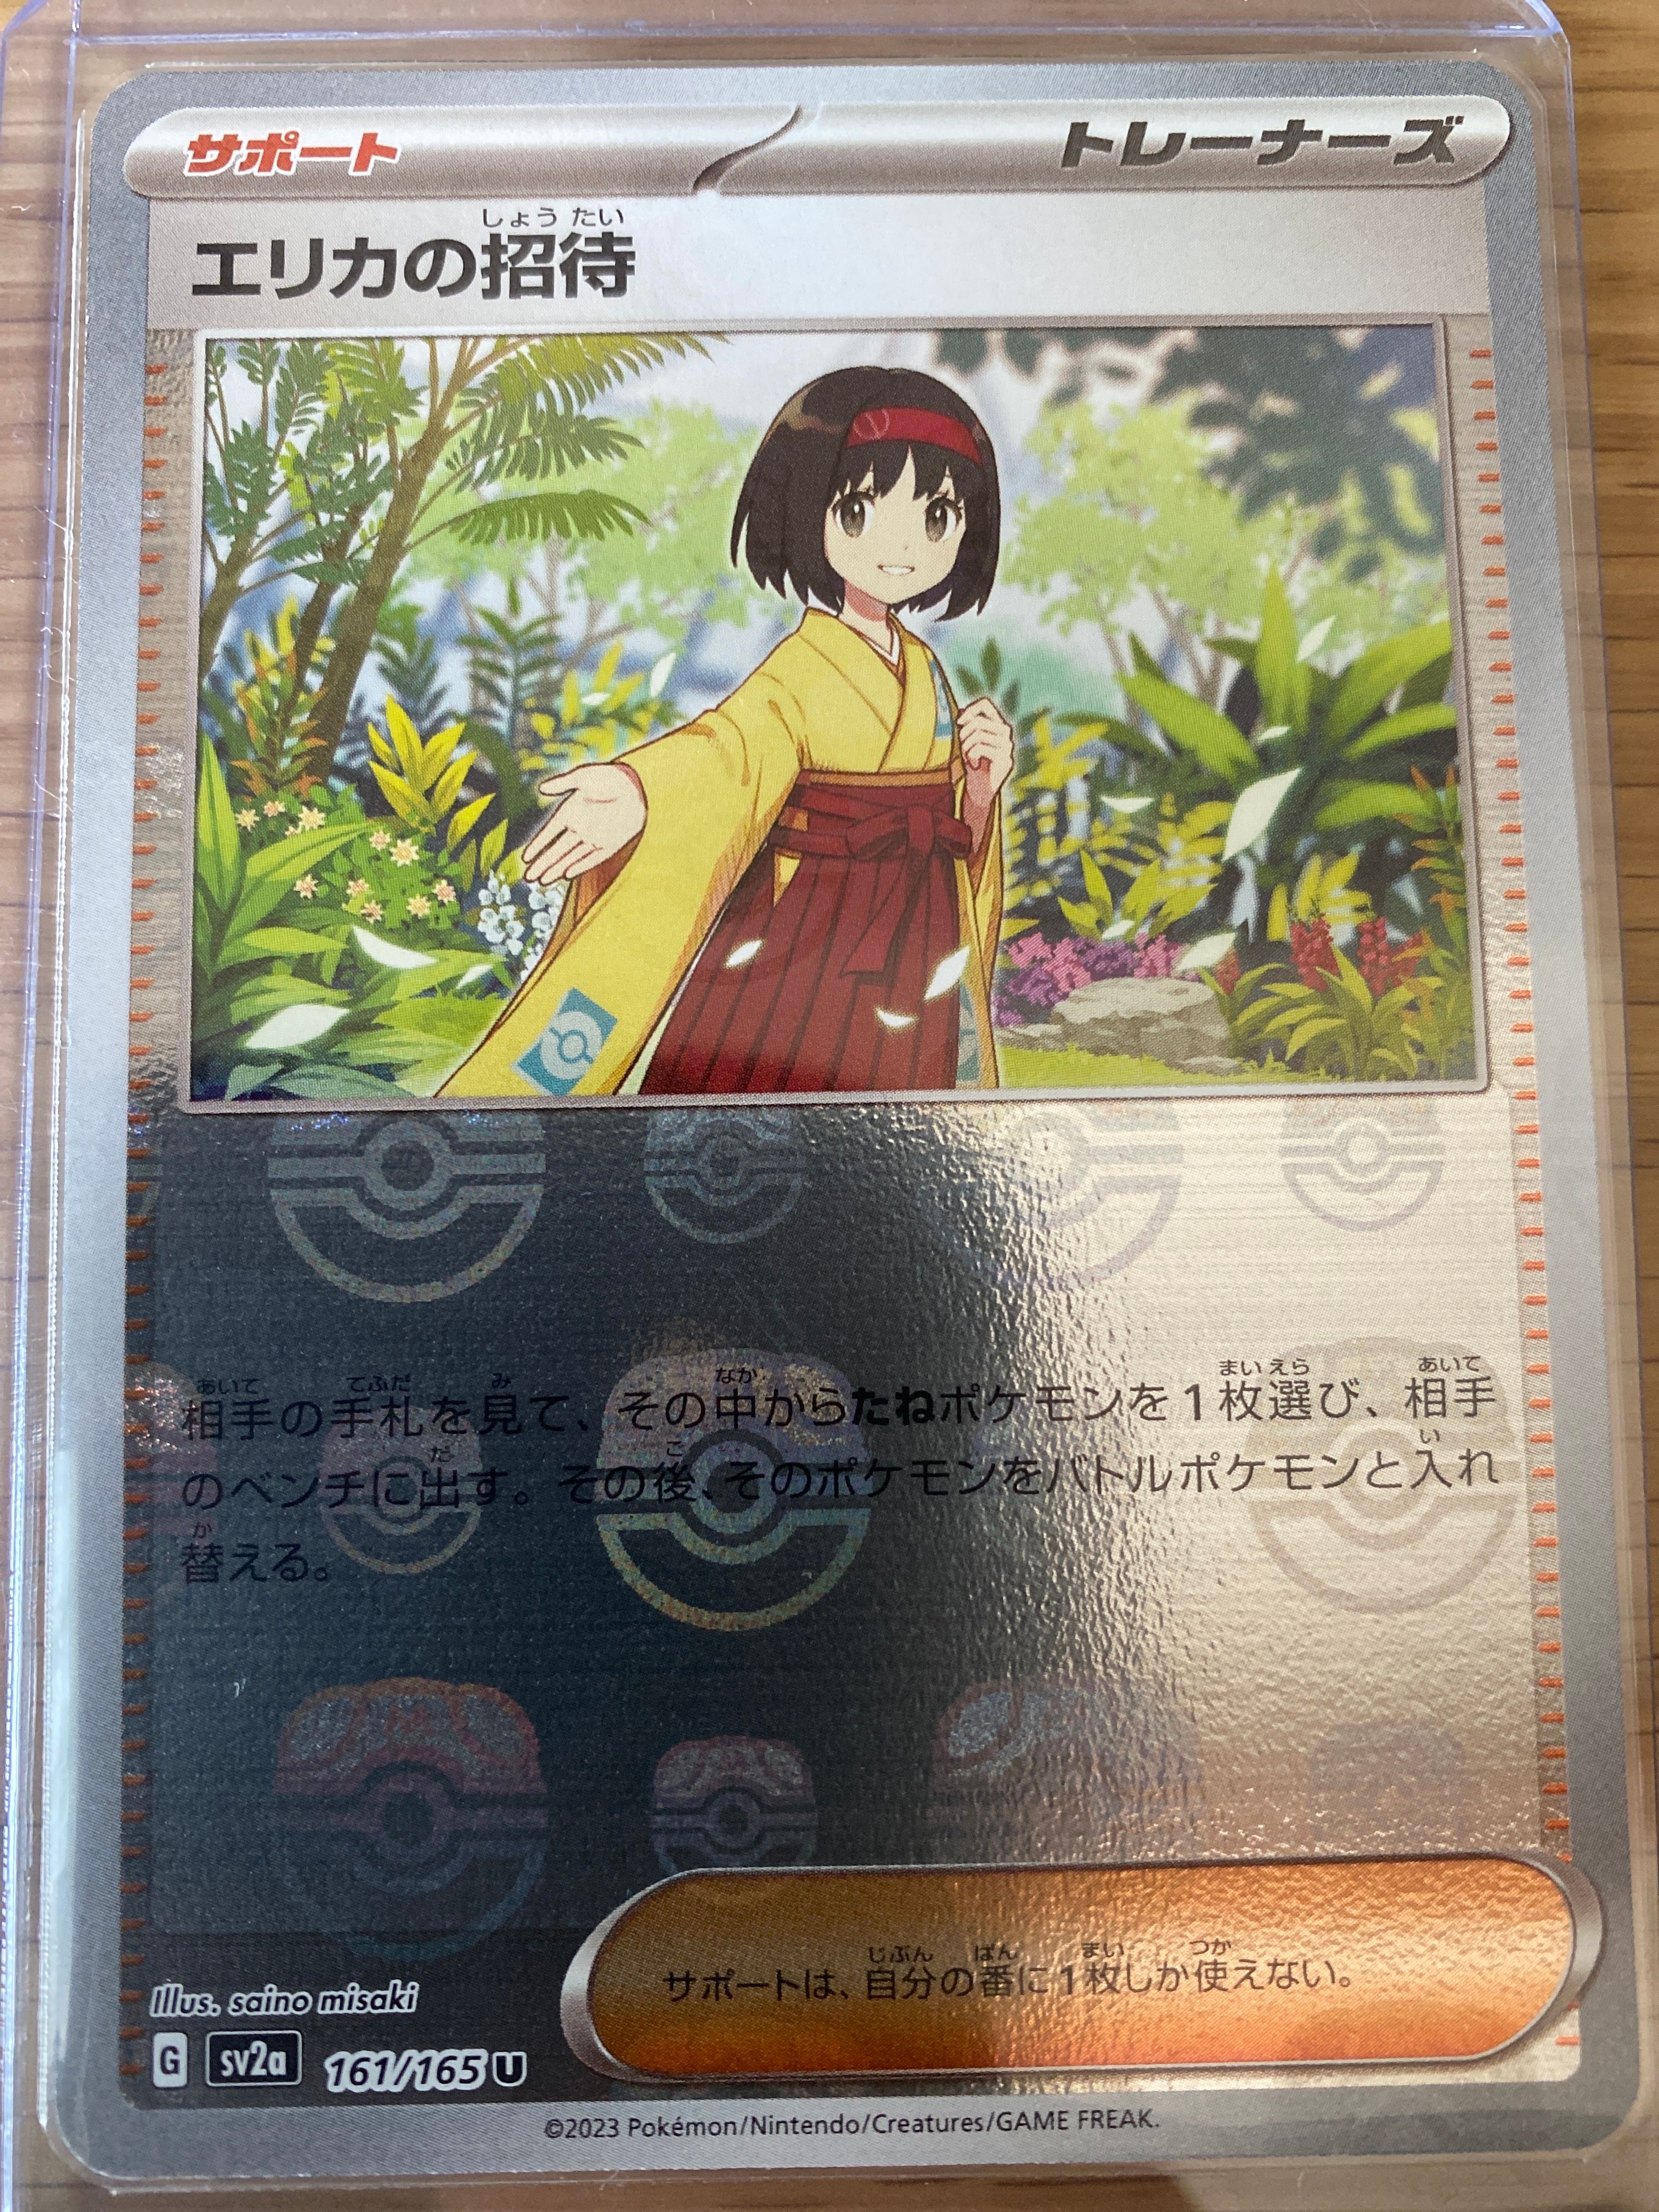 サポート
トレーナーズ
しょう たい
エリカの招待
あいて てふだ み なか まい えら あいて
相手の手札を見て、その中からたねポケモンを1枚選び、相手
だ こ い
のベンチに出す。その後、そのポケモンをバトルポケモンと入れ
か
替える。
じぶん ばん まい つか
サポートは、自分の番に1枚しか使えない。
Illus. saino misaki
G sv2a 161/165 U
©2023 Pokémon/Nintendo/Creatures/GAME FREAK.